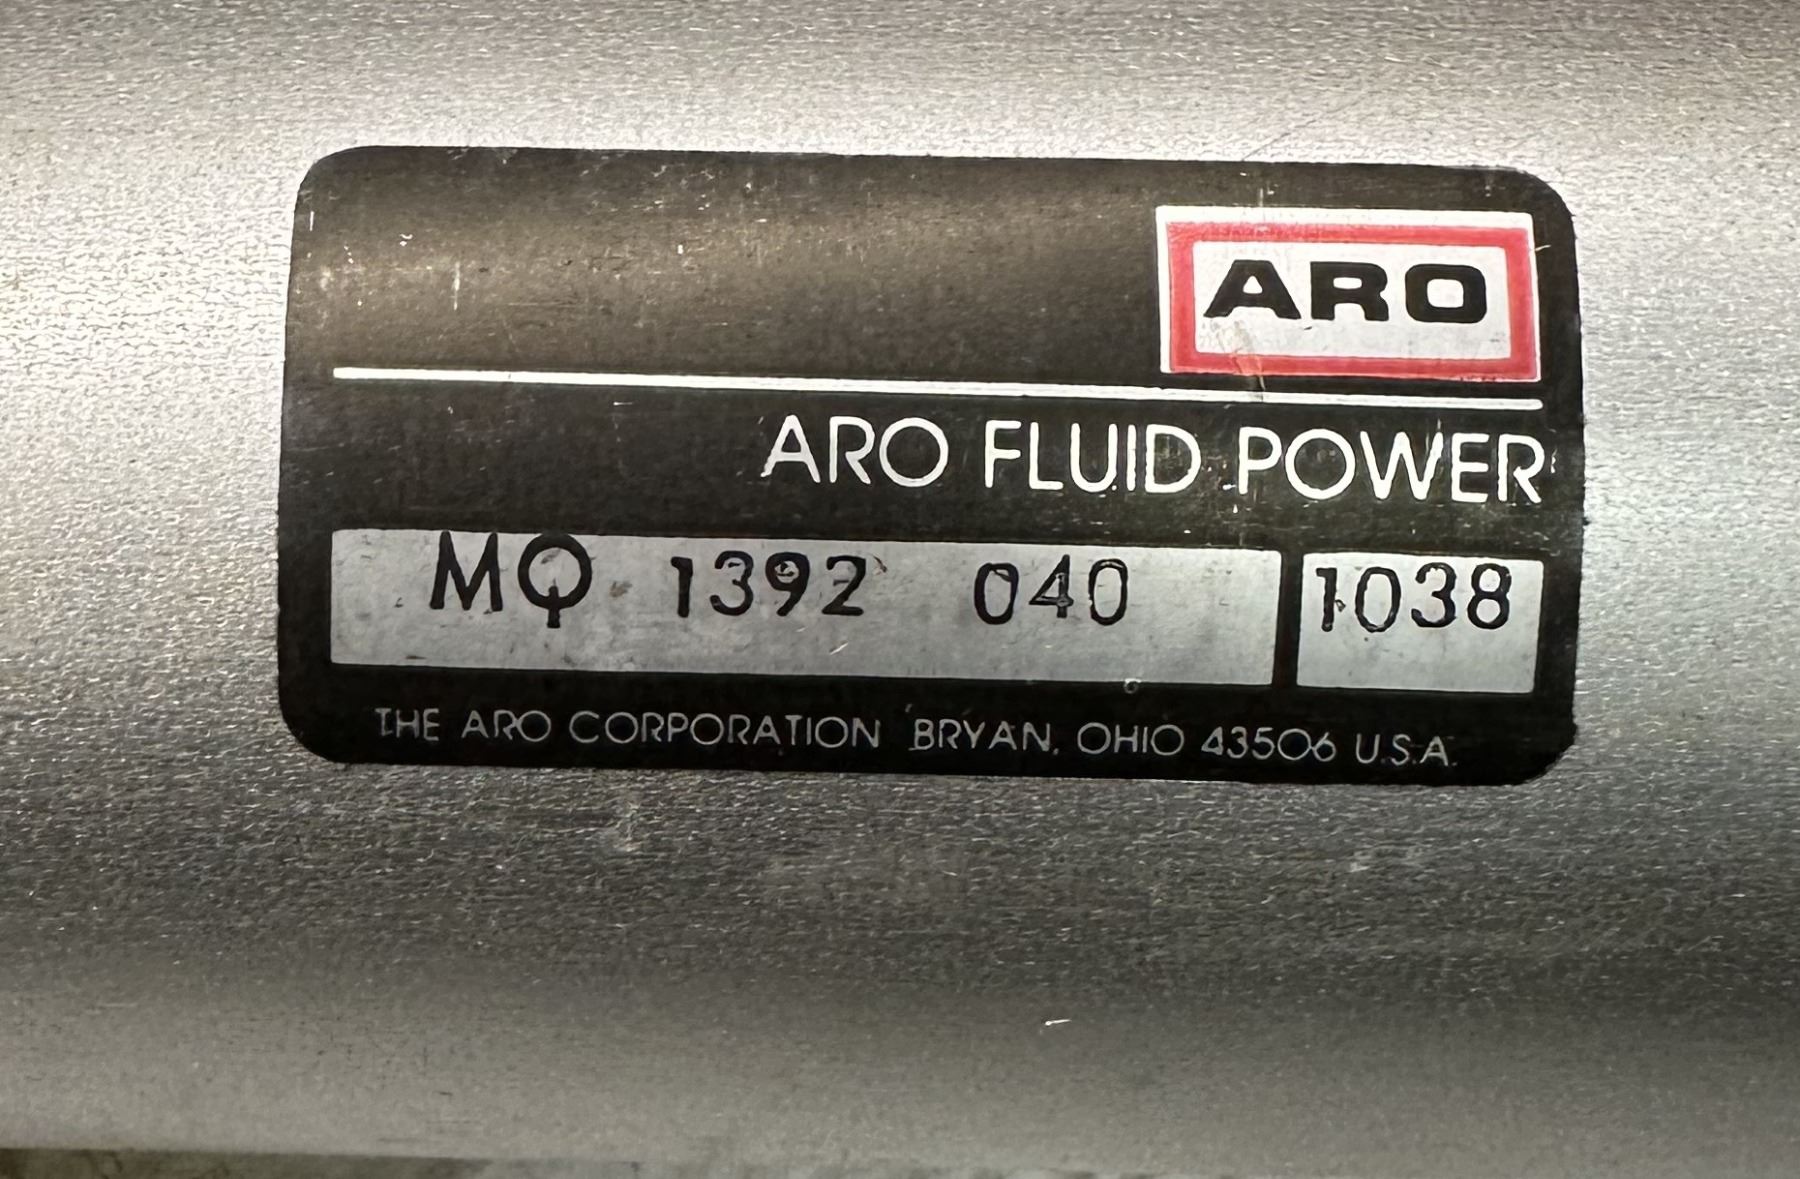 ARO
ARO FLUID POWER
MQ 1392 040 1038
THE ARO CORPORATION BRYAN, OHIO 43506 U.S.A.